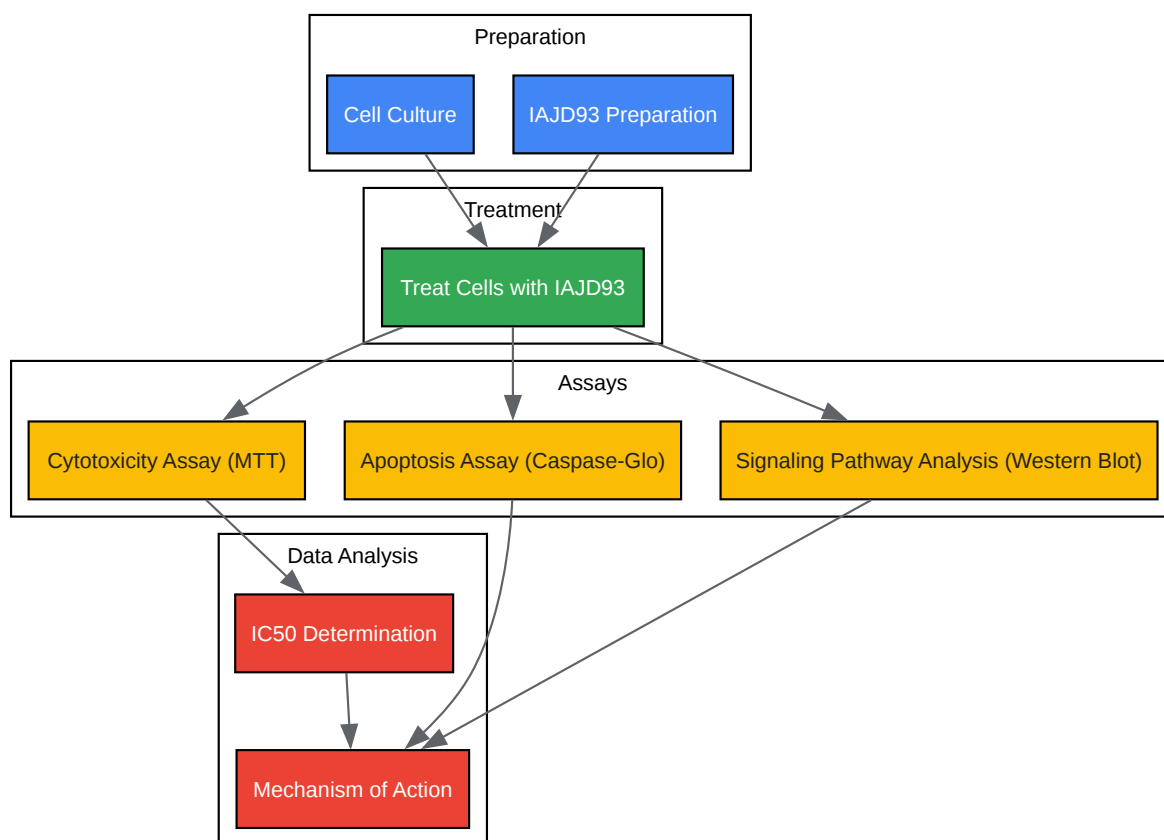 Preparation
Cell Culture
IAJD93 Preparation
Treatment
Treat Cells with IAJD93
Assays
Cytotoxicity Assay (MTT)
Apoptosis Assay (Caspase-Glo)
Signaling Pathway Analysis (Western Blot)
Data Analysis
IC50 Determination
Mechanism of Action